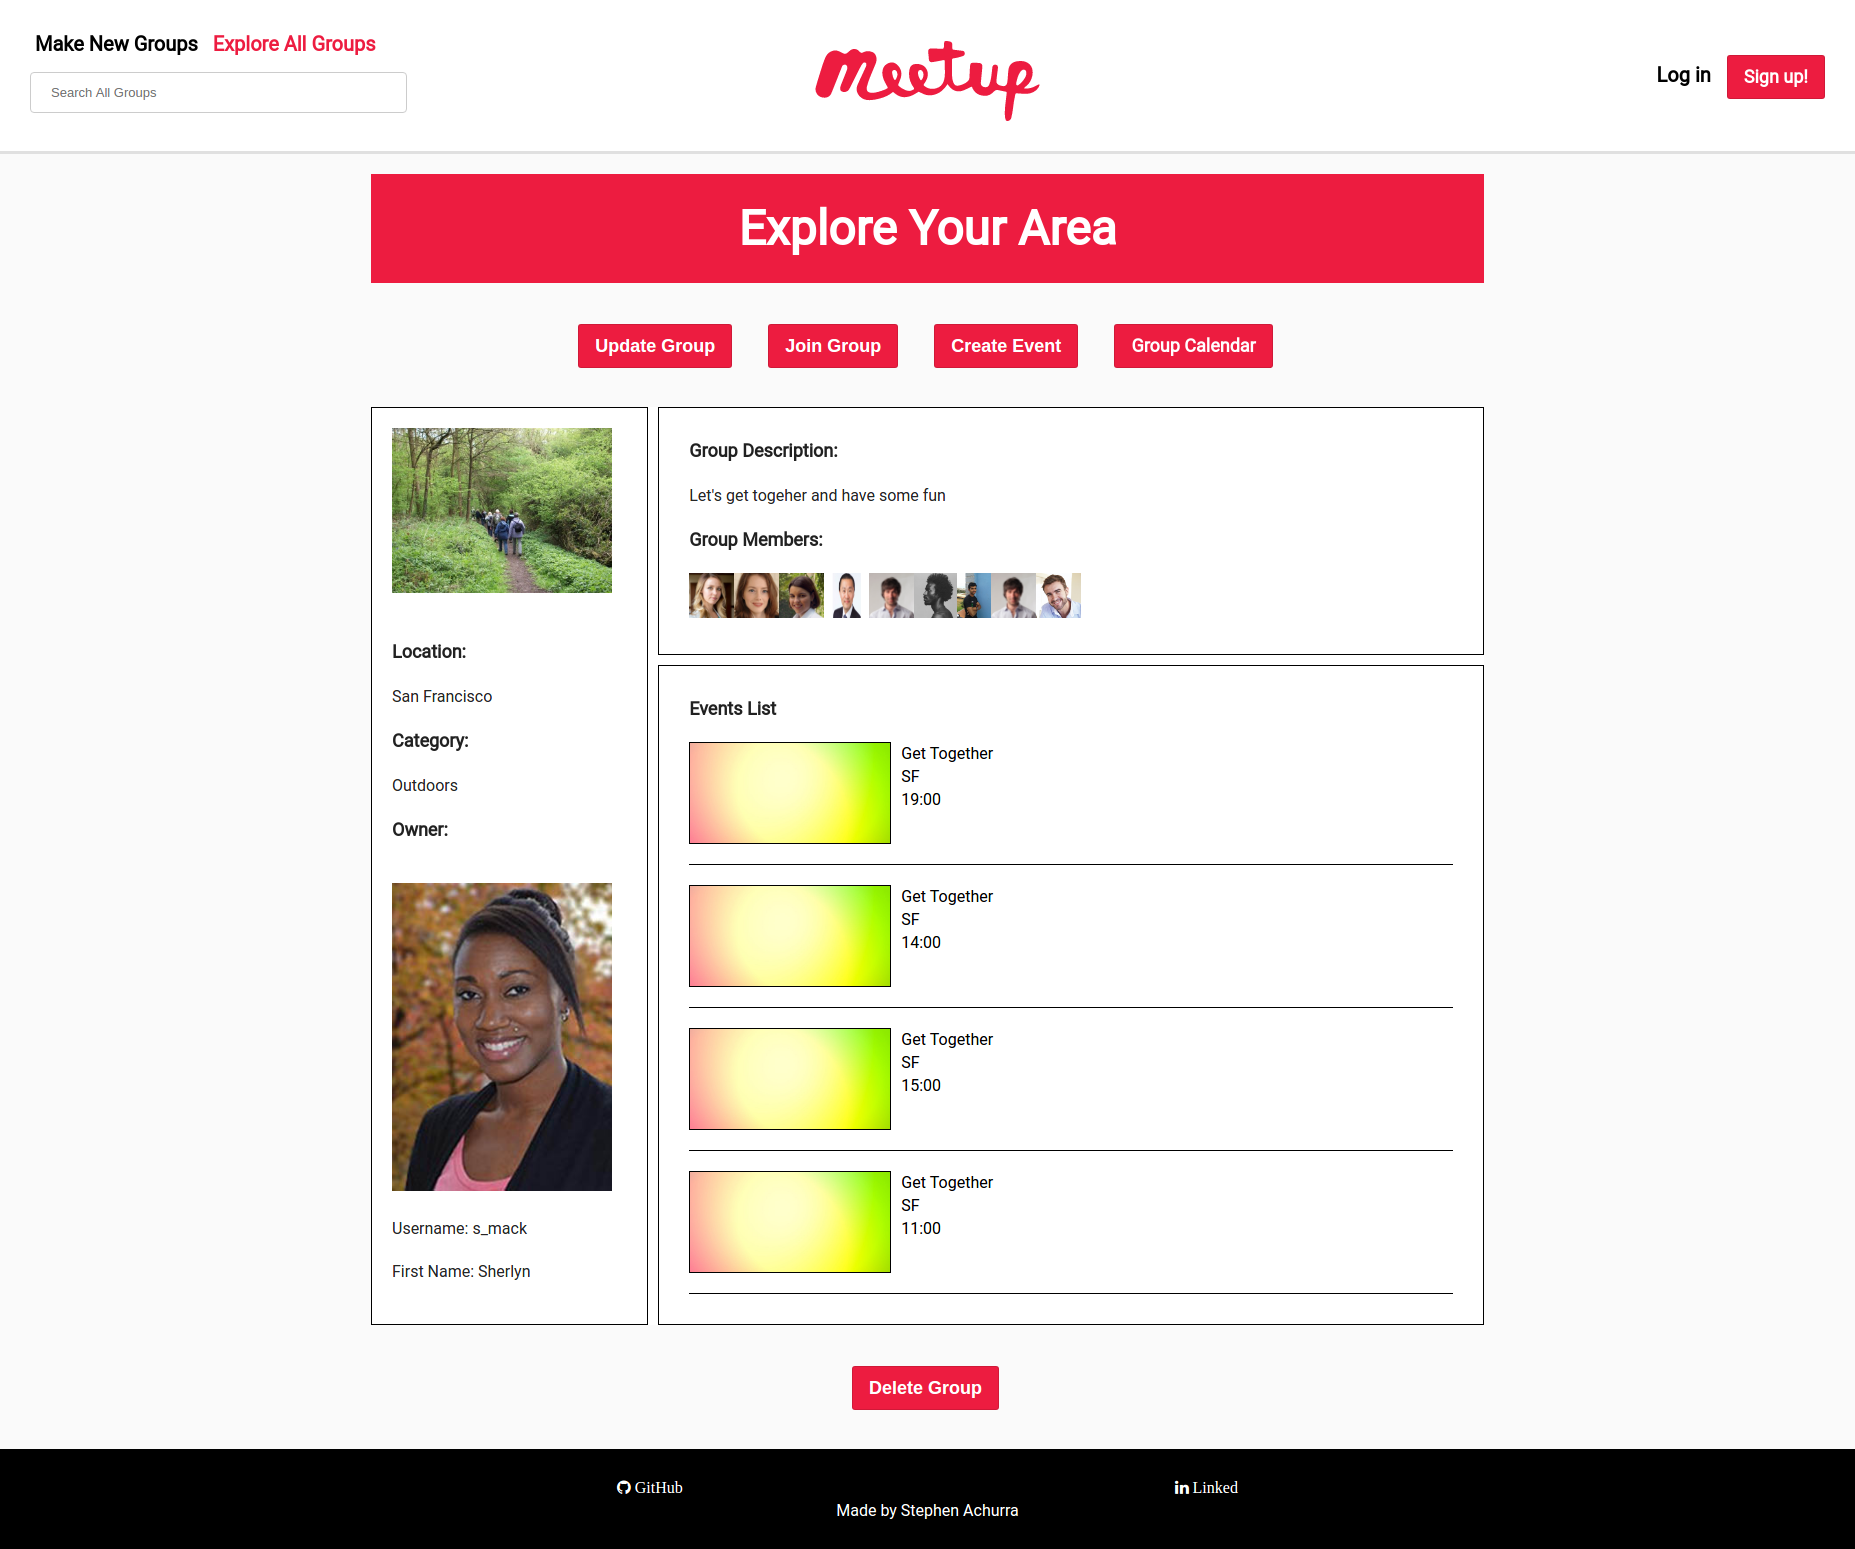 Make New Groups Explore All Groups
Search All Groups
Meetup
Log in
Sign up!
Explore Your Area
Update Group
Join Group
Create Event
Group Calendar
Location:
San Francisco
Category:
Outdoors
Owner:
Username: s_mack
First Name: Sherlyn
Group Description:
Let's get togeher and have some fun
Group Members:
Events List
Get Together
SF
19:00
Get Together
SF
14:00
Get Together
SF
15:00
Get Together
SF
11:00
Delete Group
GitHub
Linked
Made by Stephen Achurra